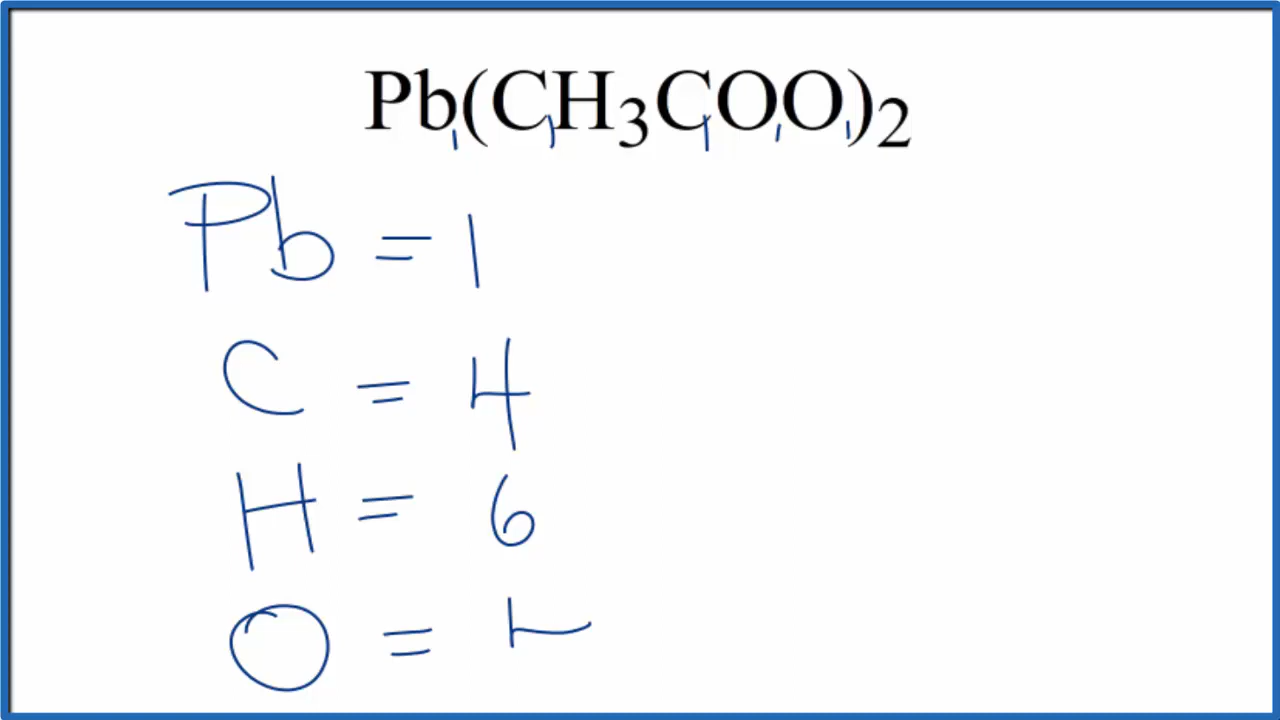 Pb(CH₃COO)₂
Pb = 1
C = 4
H = 6
O =